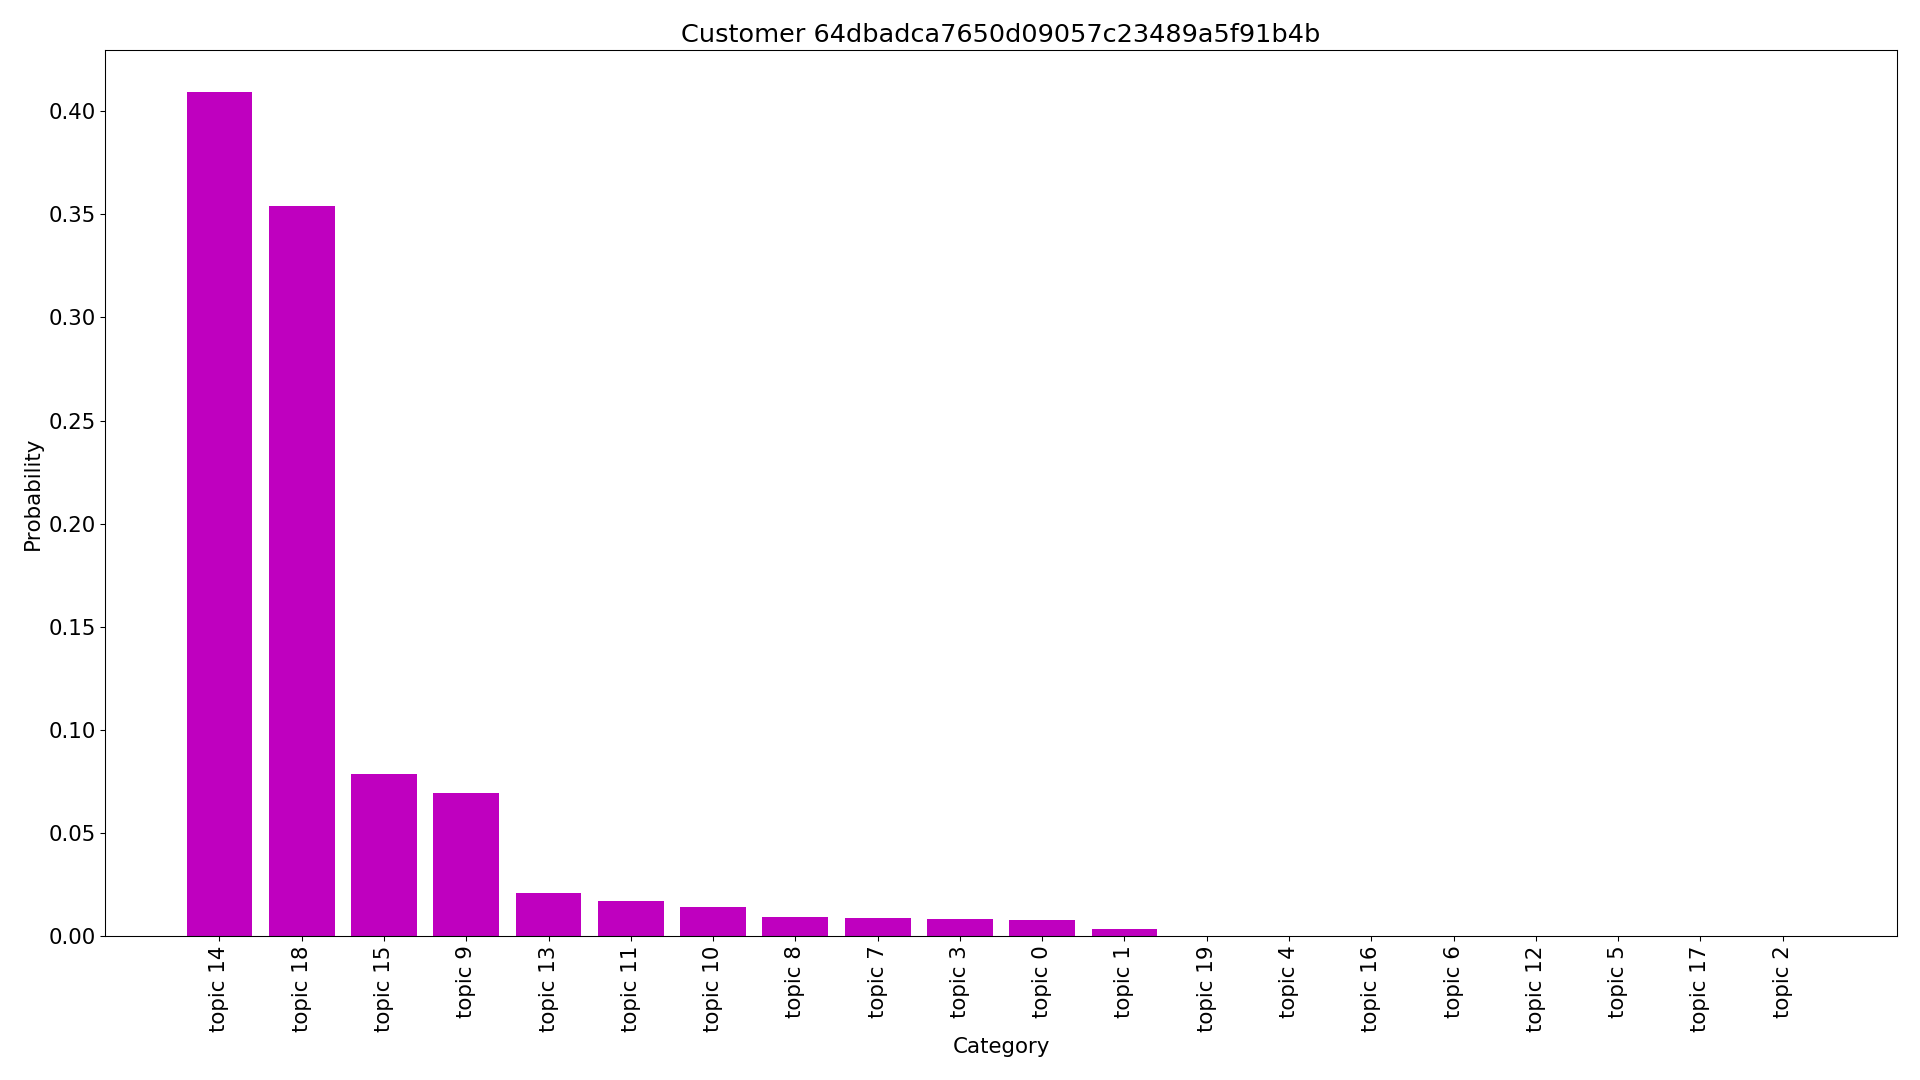 Customer 64dbadca7650d09057c23489a5f91b4b
Probability
0.40
0.35
0.30
0.25
0.20
0.15
0.10
0.05
0.00
topic 14
topic 18
topic 15
topic 9
topic 13
topic 11
topic 10
topic 8
topic 7
topic 3
topic 0
topic 1
topic 19
topic 4
topic 16
topic 6
topic 12
topic 5
topic 17
topic 2
Category